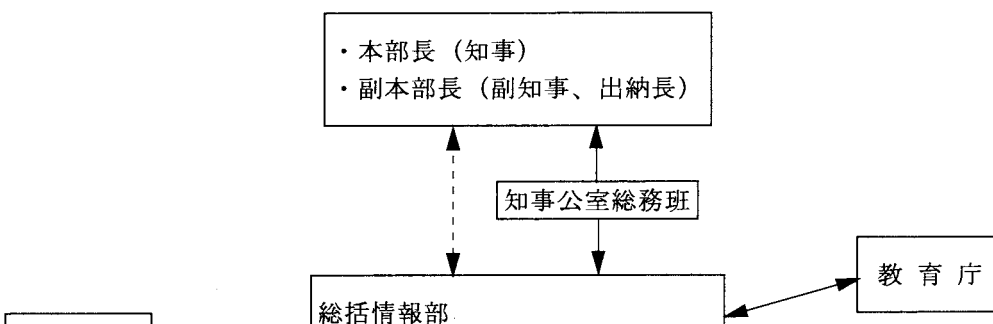 ・本部長（知事）
・副本部長（副知事、出納長）
知事公室総務班
教育庁
総括情報部